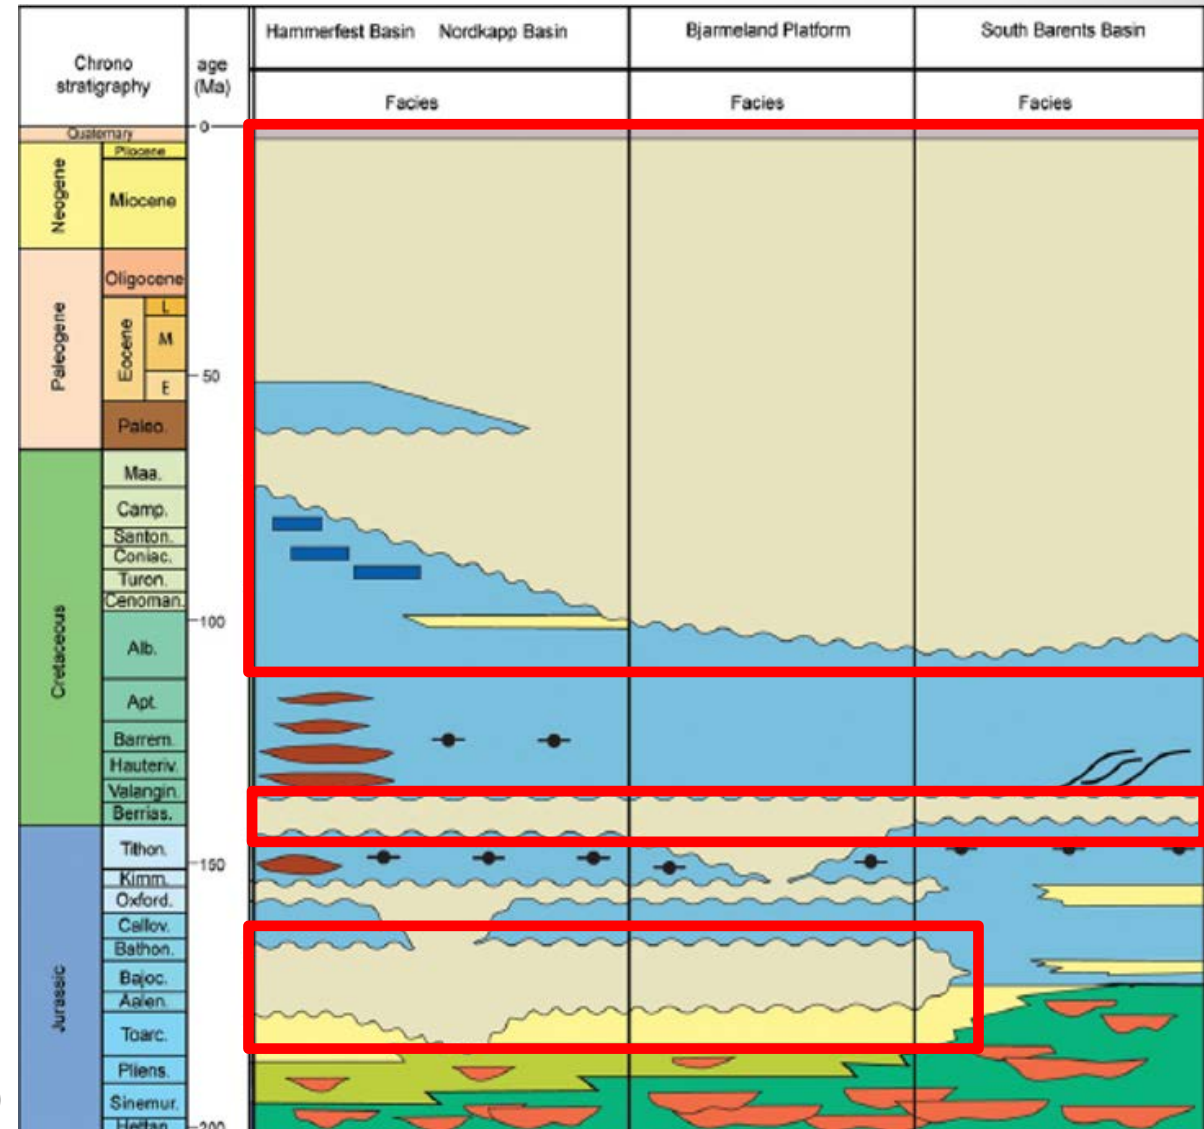 Hammerfest Basin Nordkapp Basin Bjarmeland Platform South Barents Basin
Chrono
stratigraphy
age
(Ma)
Facies Facies Facies
Quaternary
0
Neogene
Pliocene
Miocene
Paleogene
Oligocene
Eocene
L
M
E
50
Paleo.
Cretaceous
Maa.
Camp.
Santon.
Coniac.
Turon.
Cenoman.
100
Alb.
Apt.
Barrem.
Hauteriv.
Valangin.
Berrias.
Jurassic
Tithon.
150
Kimm.
Oxford.
Callov.
Bathon.
Bajoc.
Aalen.
Toarc.
Pliens.
Sinemur.
Hettan.
200